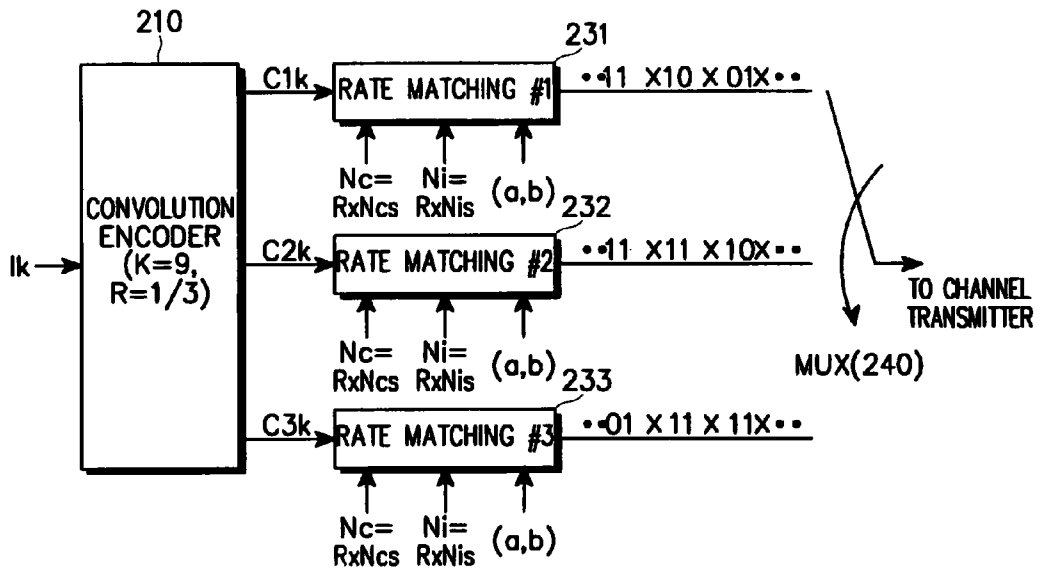 210
231
C1k
RATE MATCHING #1
••11 X10 X 01X••
Nc=
RxNcs
Ni=
RxNis
(a,b)
CONVOLUTION
ENCODER
(K=9,
R=1/3)
Ik
232
C2k
RATE MATCHING #2
••11 X11 X 10X••
TO CHANNEL
TRANSMITTER
Nc=
RxNcs
Ni=
RxNis
(a,b)
MUX(240)
233
C3k
RATE MATCHING #3
••01 X 11 X 11X••
Nc=
RxNcs
Ni=
RxNis
(a,b)